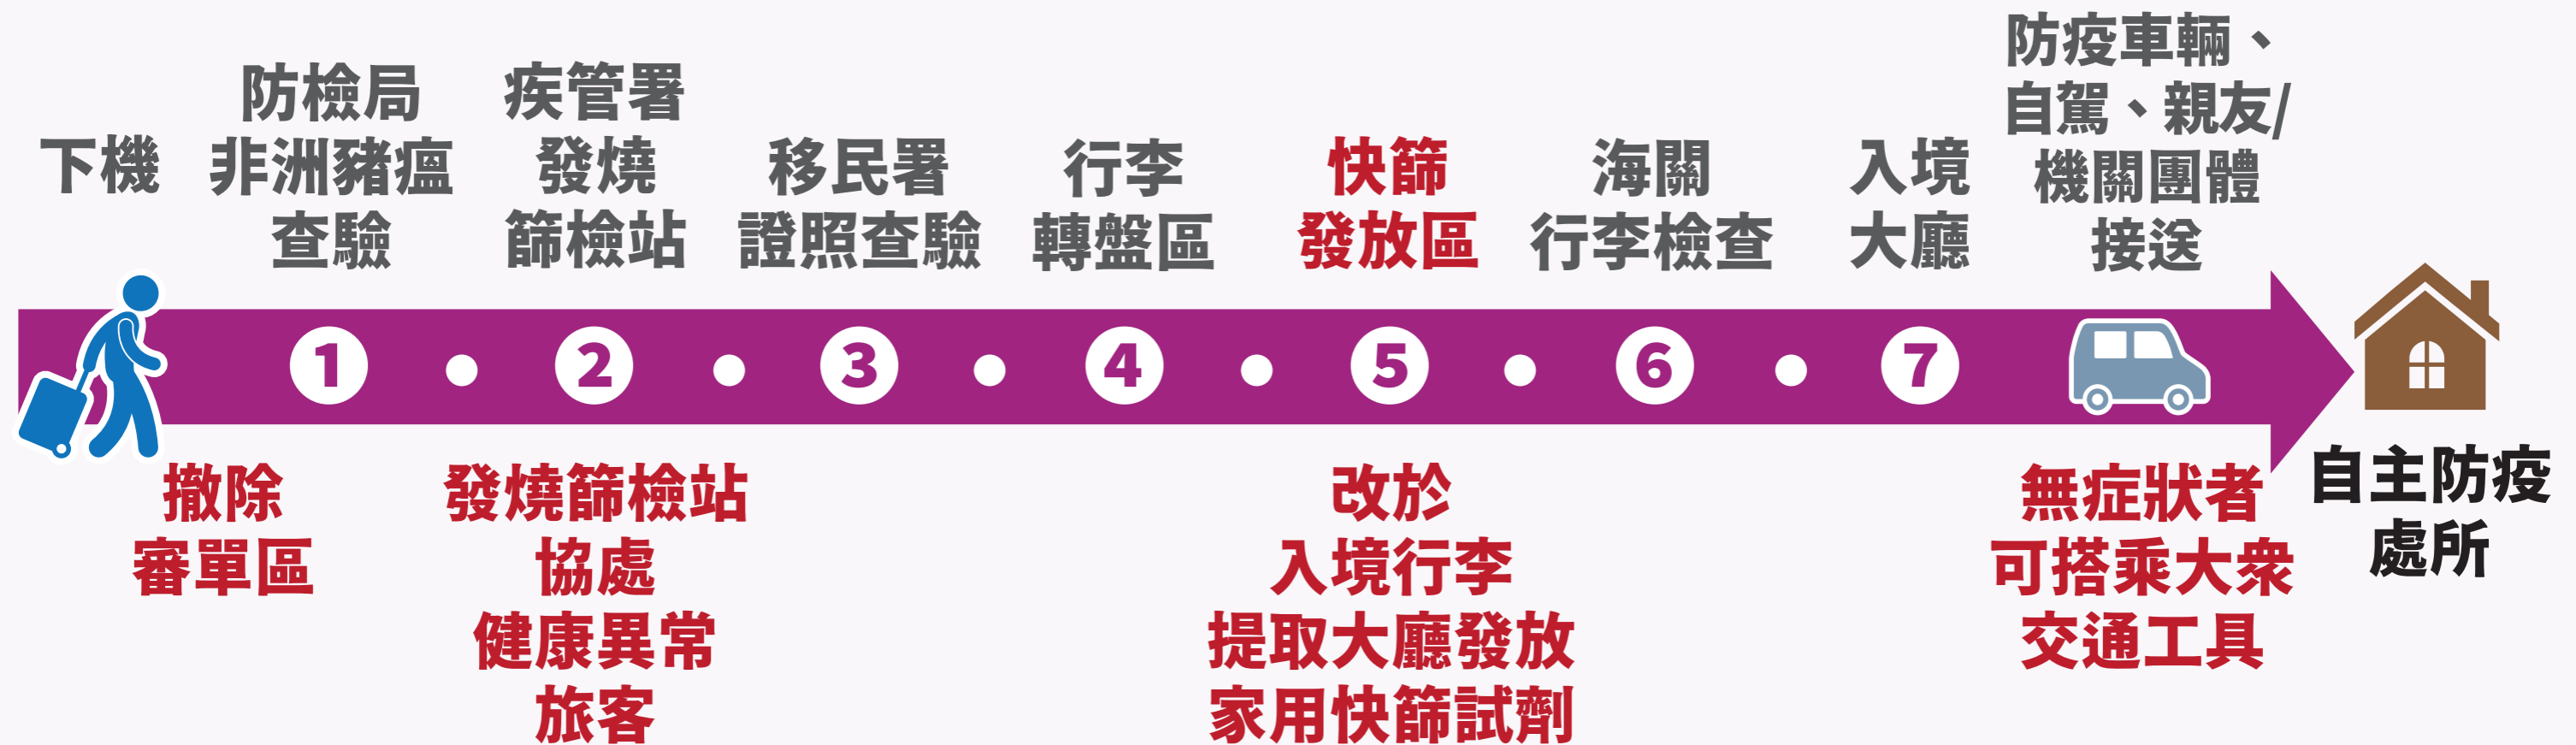 下機
防檢局
非洲豬瘟
查驗
疾管署
發燒
篩檢站
移民署
證照查驗
行李
轉盤區
快篩
發放區
海關
行李檢查
入境
大廳
防疫車輛、
自駕、親友/
機關團體
接送
1
2
3
4
5
6
7
撤除
審單區
發燒篩檢站
協處
健康異常
旅客
改於
入境行李
提取大廳發放
家用快篩試劑
無症狀者
可搭乘大眾
交通工具
自主防疫
處所